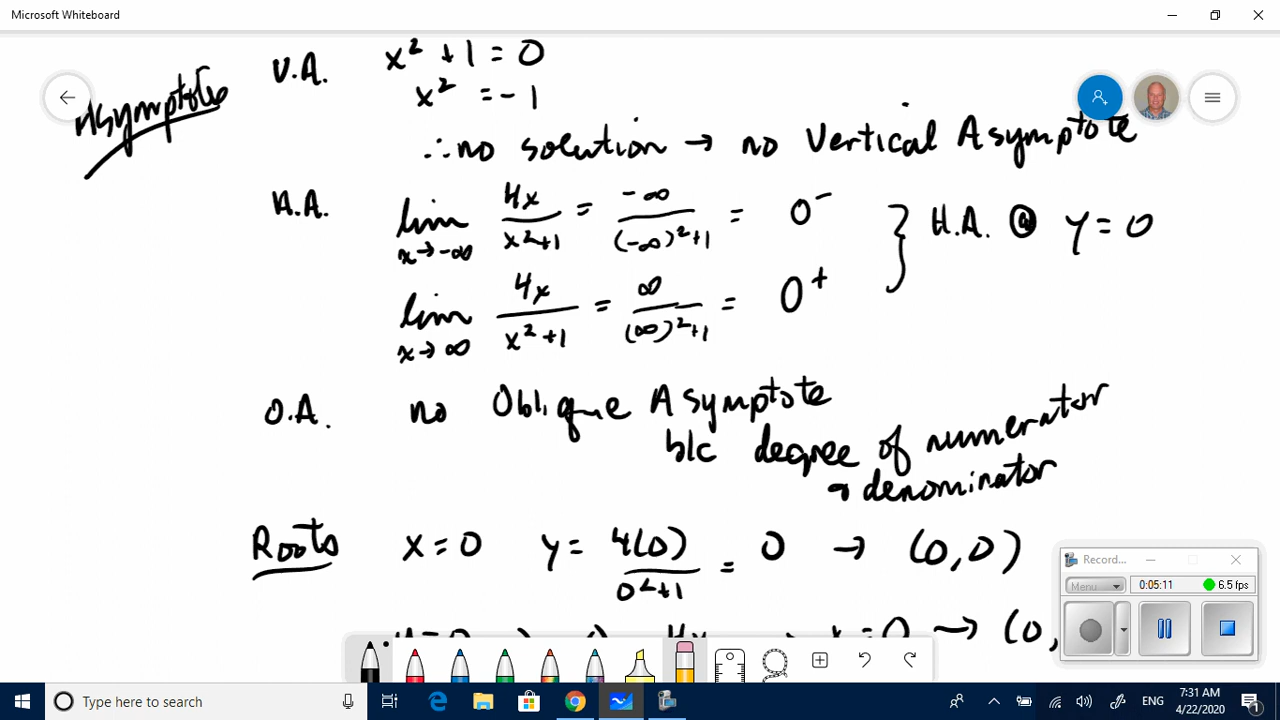 Microsoft Whiteboard
Asymptotes
V.A. x² + 1 = 0
x² = -1
∴ no solution → no Vertical Asymptote
H.A. lim x→-∞ 4x/(x²+1) = -∞/((-∞)²+1) = 0⁻
lim x→∞ 4x/(x²+1) = ∞/((∞)²+1) = 0⁺
} H.A. @ y = 0
O.A. no Oblique Asymptote
b/c degree of numerator
& denominator
Roots x = 0 y = 4(0)/(0²+1) = 0 → (0,0)
x = 0 → (0,
Record...
Menu
0:05:11
6.5 fps
Type here to search
ENG
7:31 AM
4/22/2020
1